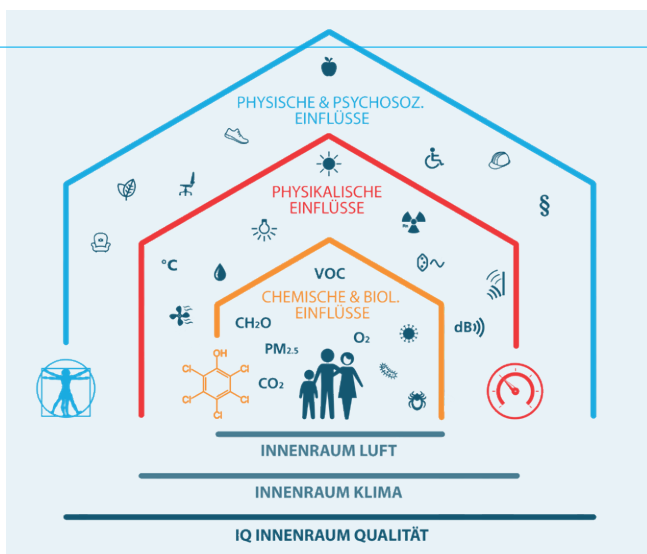 PHYSISCHE & PSYCHOSOZ.
EINFLÜSSE
PHYSIKALISCHE
EINFLÜSSE
§
°C
VOC
CHEMISCHE & BIOL.
EINFLÜSSE
CH₂O
dB
O₂
PM₂.₅
OH
Cl
Cl
Cl
Cl
Cl
CO₂
INNENRAUM LUFT
INNENRAUM KLIMA
IQ INNENRAUM QUALITÄT